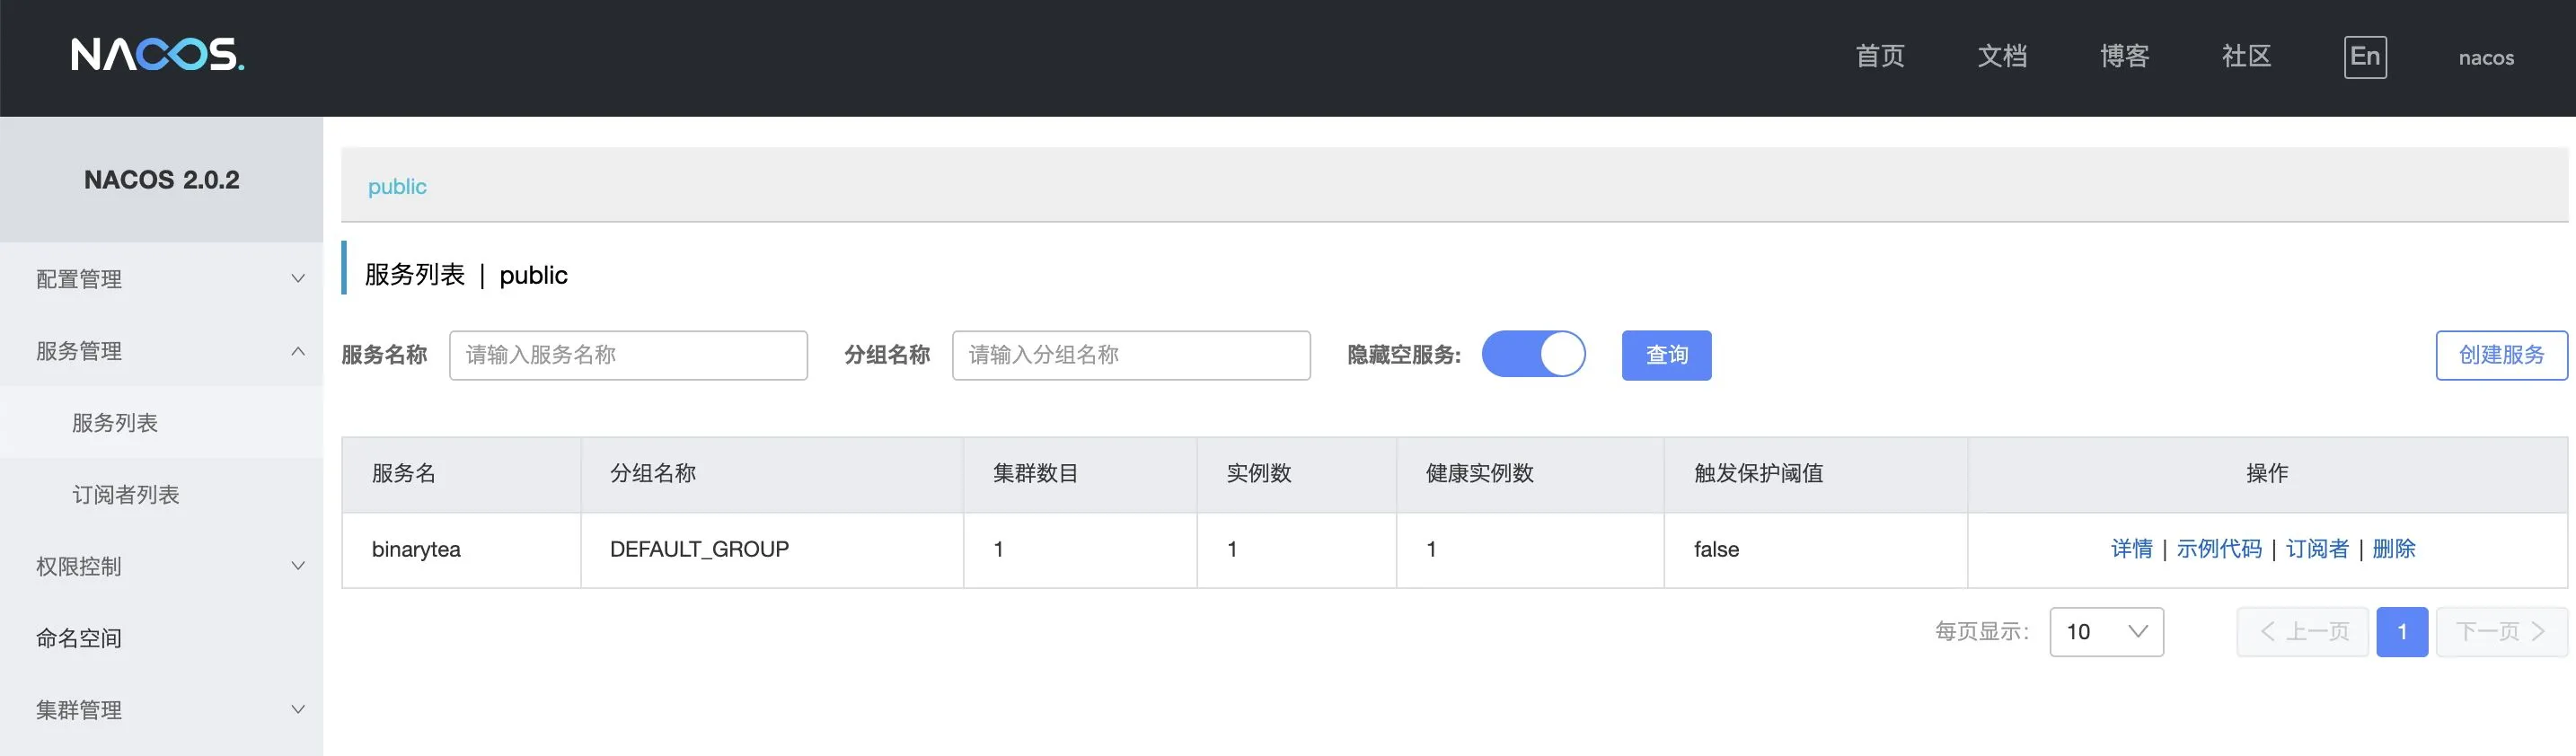 NACOS.
首页 文档 博客 社区 En nacos
NACOS 2.0.2
配置管理
服务管理
服务列表
订阅者列表
权限控制
命名空间
集群管理
public
服务列表 | public
服务名称 请输入服务名称 分组名称 请输入分组名称 隐藏空服务: 查询 创建服务
服务名 分组名称 集群数目 实例数 健康实例数 触发保护阈值 操作
binarytea DEFAULT_GROUP 1 1 1 false 详情 | 示例代码 | 订阅者 | 删除
每页显示: 10 上一页 1 下一页